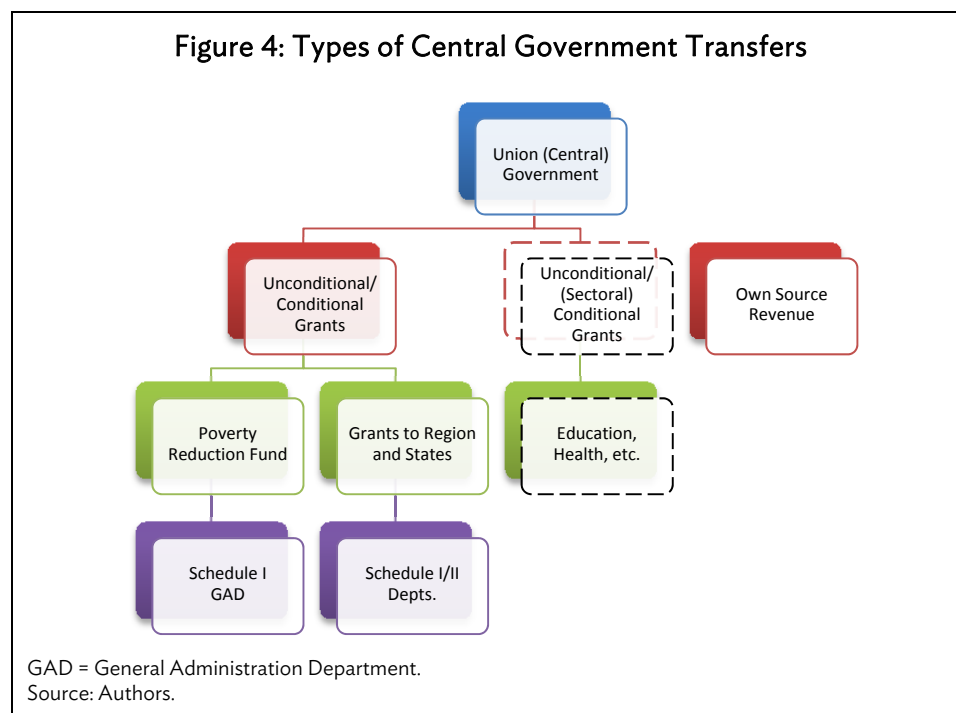 Figure 4: Types of Central Government Transfers
Union (Central)
Government
Unconditional/
Conditional
Grants
Unconditional/
(Sectoral)
Conditional
Grants
Own Source
Revenue
Poverty
Reduction Fund
Grants to Region
and States
Education,
Health, etc.
Schedule I
GAD
Schedule I/II
Depts.
GAD = General Administration Department.
Source: Authors.